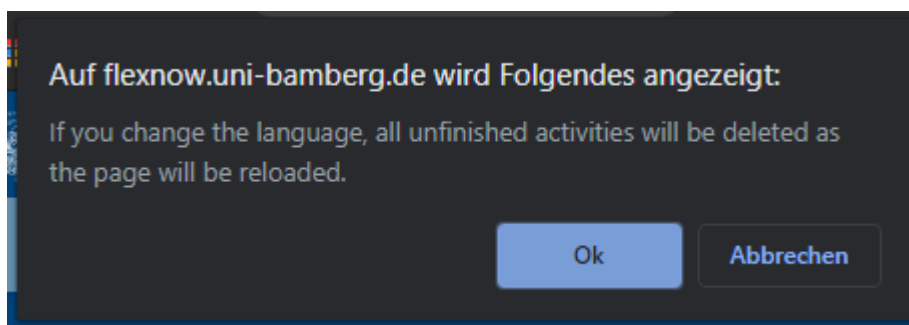 Auf flexnow.uni-bamberg.de wird Folgendes angezeigt:
If you change the language, all unfinished activities will be deleted as
the page will be reloaded.
Ok
Abbrechen